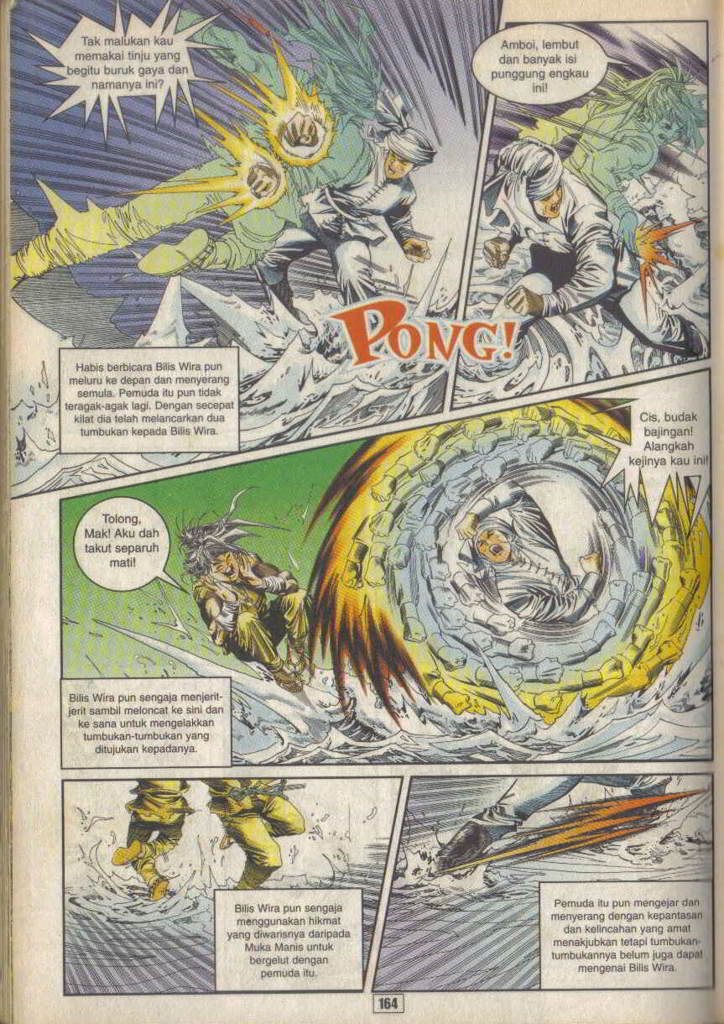 Tak malukan kau
memakai tinju yang
begitu buruk gaya dan
namanya ini?
Amboi, lembut
dan banyak isi
punggung engkau
ini!
PONG!
Habis berbicara Bilis Wira pun
meluru ke depan dan menyerang
semula. Pemuda itu pun tidak
teragak-agak lagi. Dengan secepat
kilat dia telah melancarkan dua
tumbukan kepada Bilis Wira.
Cis, budak
bajingan!
Alangkah
kejinya kau ini!
Tolong,
Mak! Aku dah
takut separuh
mati!
Bilis Wira pun sengaja menjerit-
jerit sambil meloncat ke sini dan
ke sana untuk mengelakkan
tumbukan-tumbukan yang
ditujukan kepadanya.
Bilis Wira pun sengaja
menggunakan hikmat
yang diwarisnya daripada
Muka Manis untuk
bergelut dengan
pemuda itu.
Pemuda itu pun mengejar dan
menyerang dengan kepantasan
dan kelincahan yang amat
menakjubkan tetapi tumbukan-
tumbukannya belum juga dapat
mengenai Bilis Wira.
164